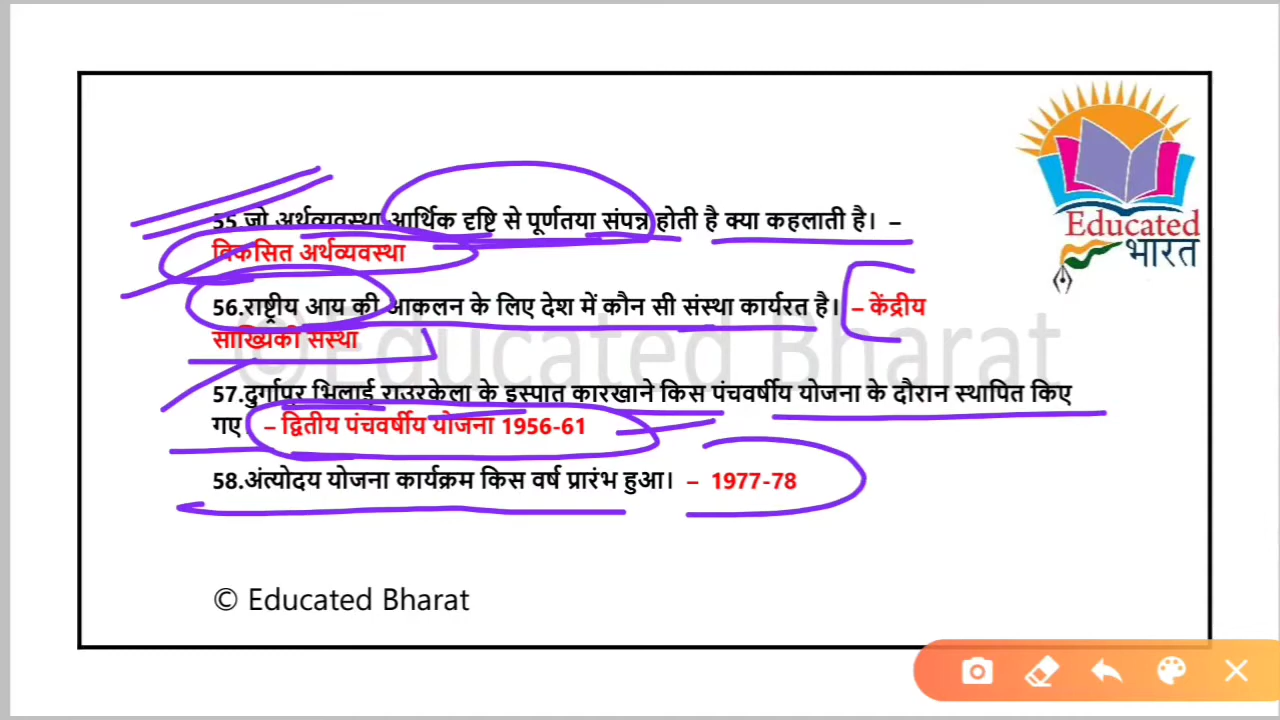 Educated
भारत
55.जो अर्थव्यवस्था आर्थिक दृष्टि से पूर्णतया संपन्न होती है क्या कहलाती है। –
विकसित अर्थव्यवस्था
56.राष्ट्रीय आय की आकलन के लिए देश में कौन सी संस्था कार्यरत है। – केंद्रीय
सांख्यिकी संस्था
©Educated Bharat
57.दुर्गापुर भिलाई राउरकेला के इस्पात कारखाने किस पंचवर्षीय योजना के दौरान स्थापित किए
गए – द्वितीय पंचवर्षीय योजना 1956-61
58.अंत्योदय योजना कार्यक्रम किस वर्ष प्रारंभ हुआ। – 1977-78
© Educated Bharat